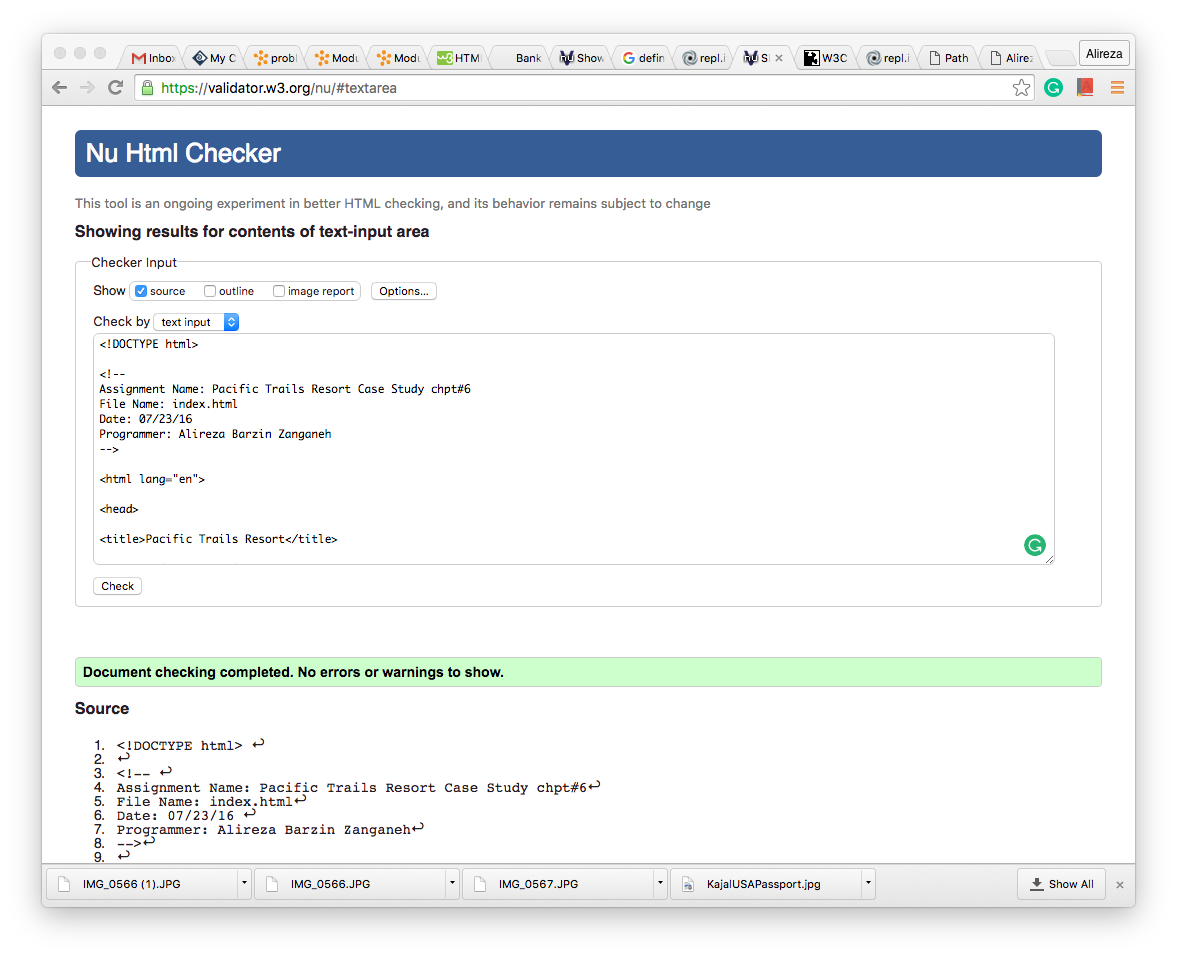 Inbox My C probl Modu Modu HTM Bank Show defin repl.i S W3C repl.i Path Alirez Alireza
https://validator.w3.org/nu/#textarea
Nu Html Checker
This tool is an ongoing experiment in better HTML checking, and its behavior remains subject to change
Showing results for contents of text-input area
Checker Input
Show source outline image report Options...
Check by text input
<!DOCTYPE html>
<!--
Assignment Name: Pacific Trails Resort Case Study chpt#6
File Name: index.html
Date: 07/23/16
Programmer: Alireza Barzin Zanganeh
-->
<html lang="en">
<head>
<title>Pacific Trails Resort</title>
Check
Document checking completed. No errors or warnings to show.
Source
1. <!DOCTYPE html> ↩
2. ↩
3. <!-- ↩
4. Assignment Name: Pacific Trails Resort Case Study chpt#6↩
5. File Name: index.html↩
6. Date: 07/23/16 ↩
7. Programmer: Alireza Barzin Zanganeh↩
8. -->↩
9. ↩
IMG_0566 (1).JPG IMG_0566.JPG IMG_0567.JPG KajalUSAPassport.jpg Show All